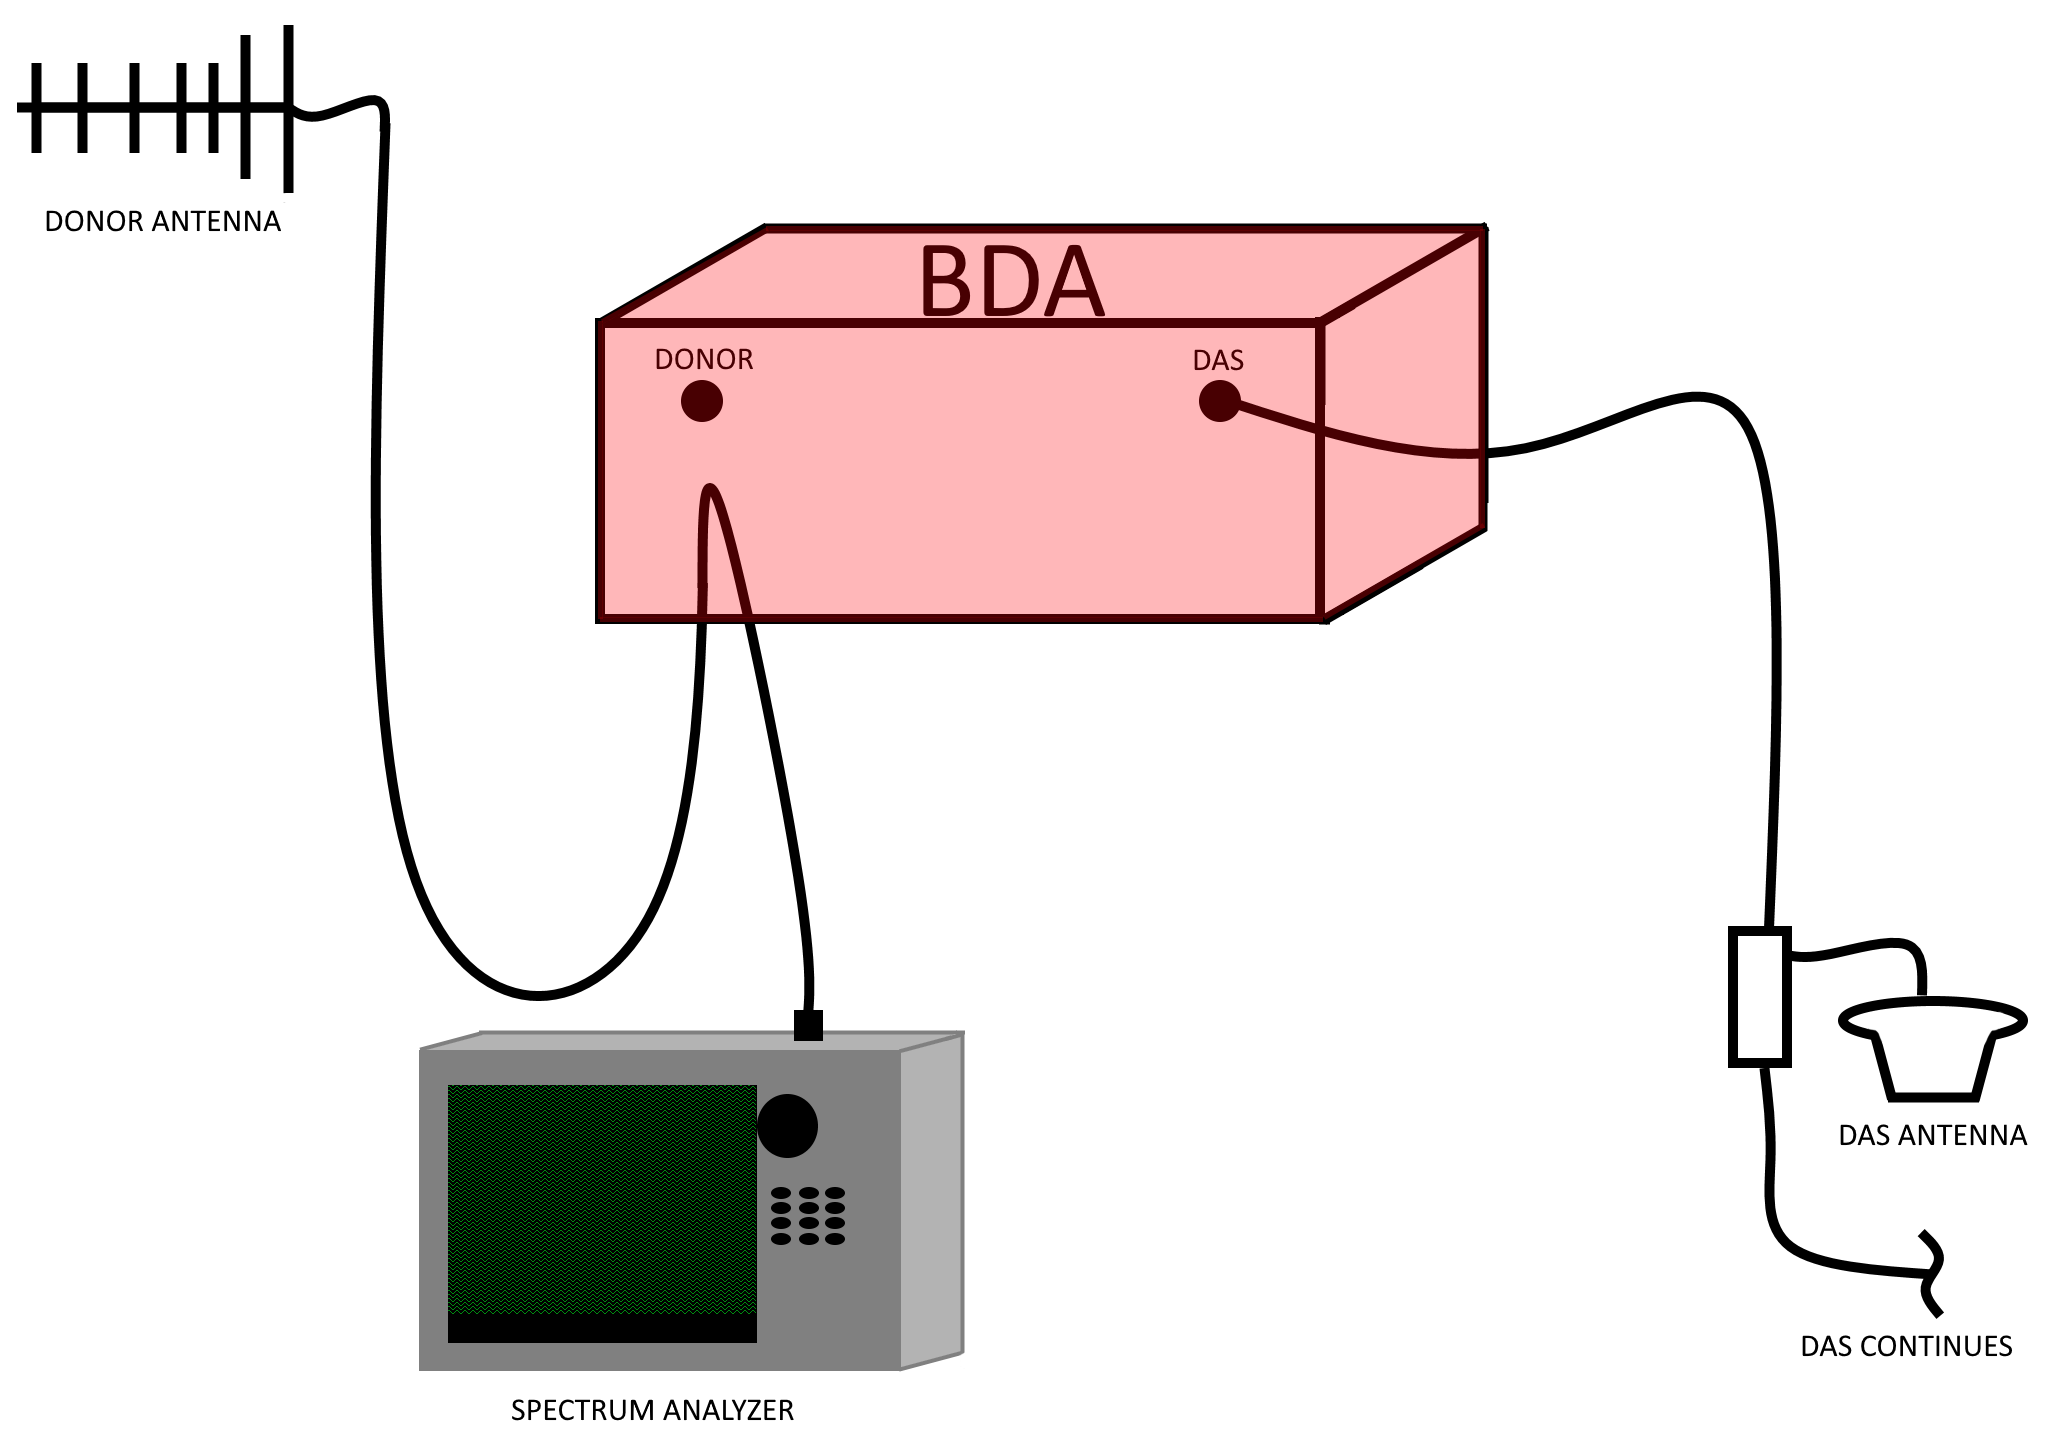 DONOR ANTENNA
BDA
DONOR
DAS
DAS ANTENNA
DAS CONTINUES
SPECTRUM ANALYZER